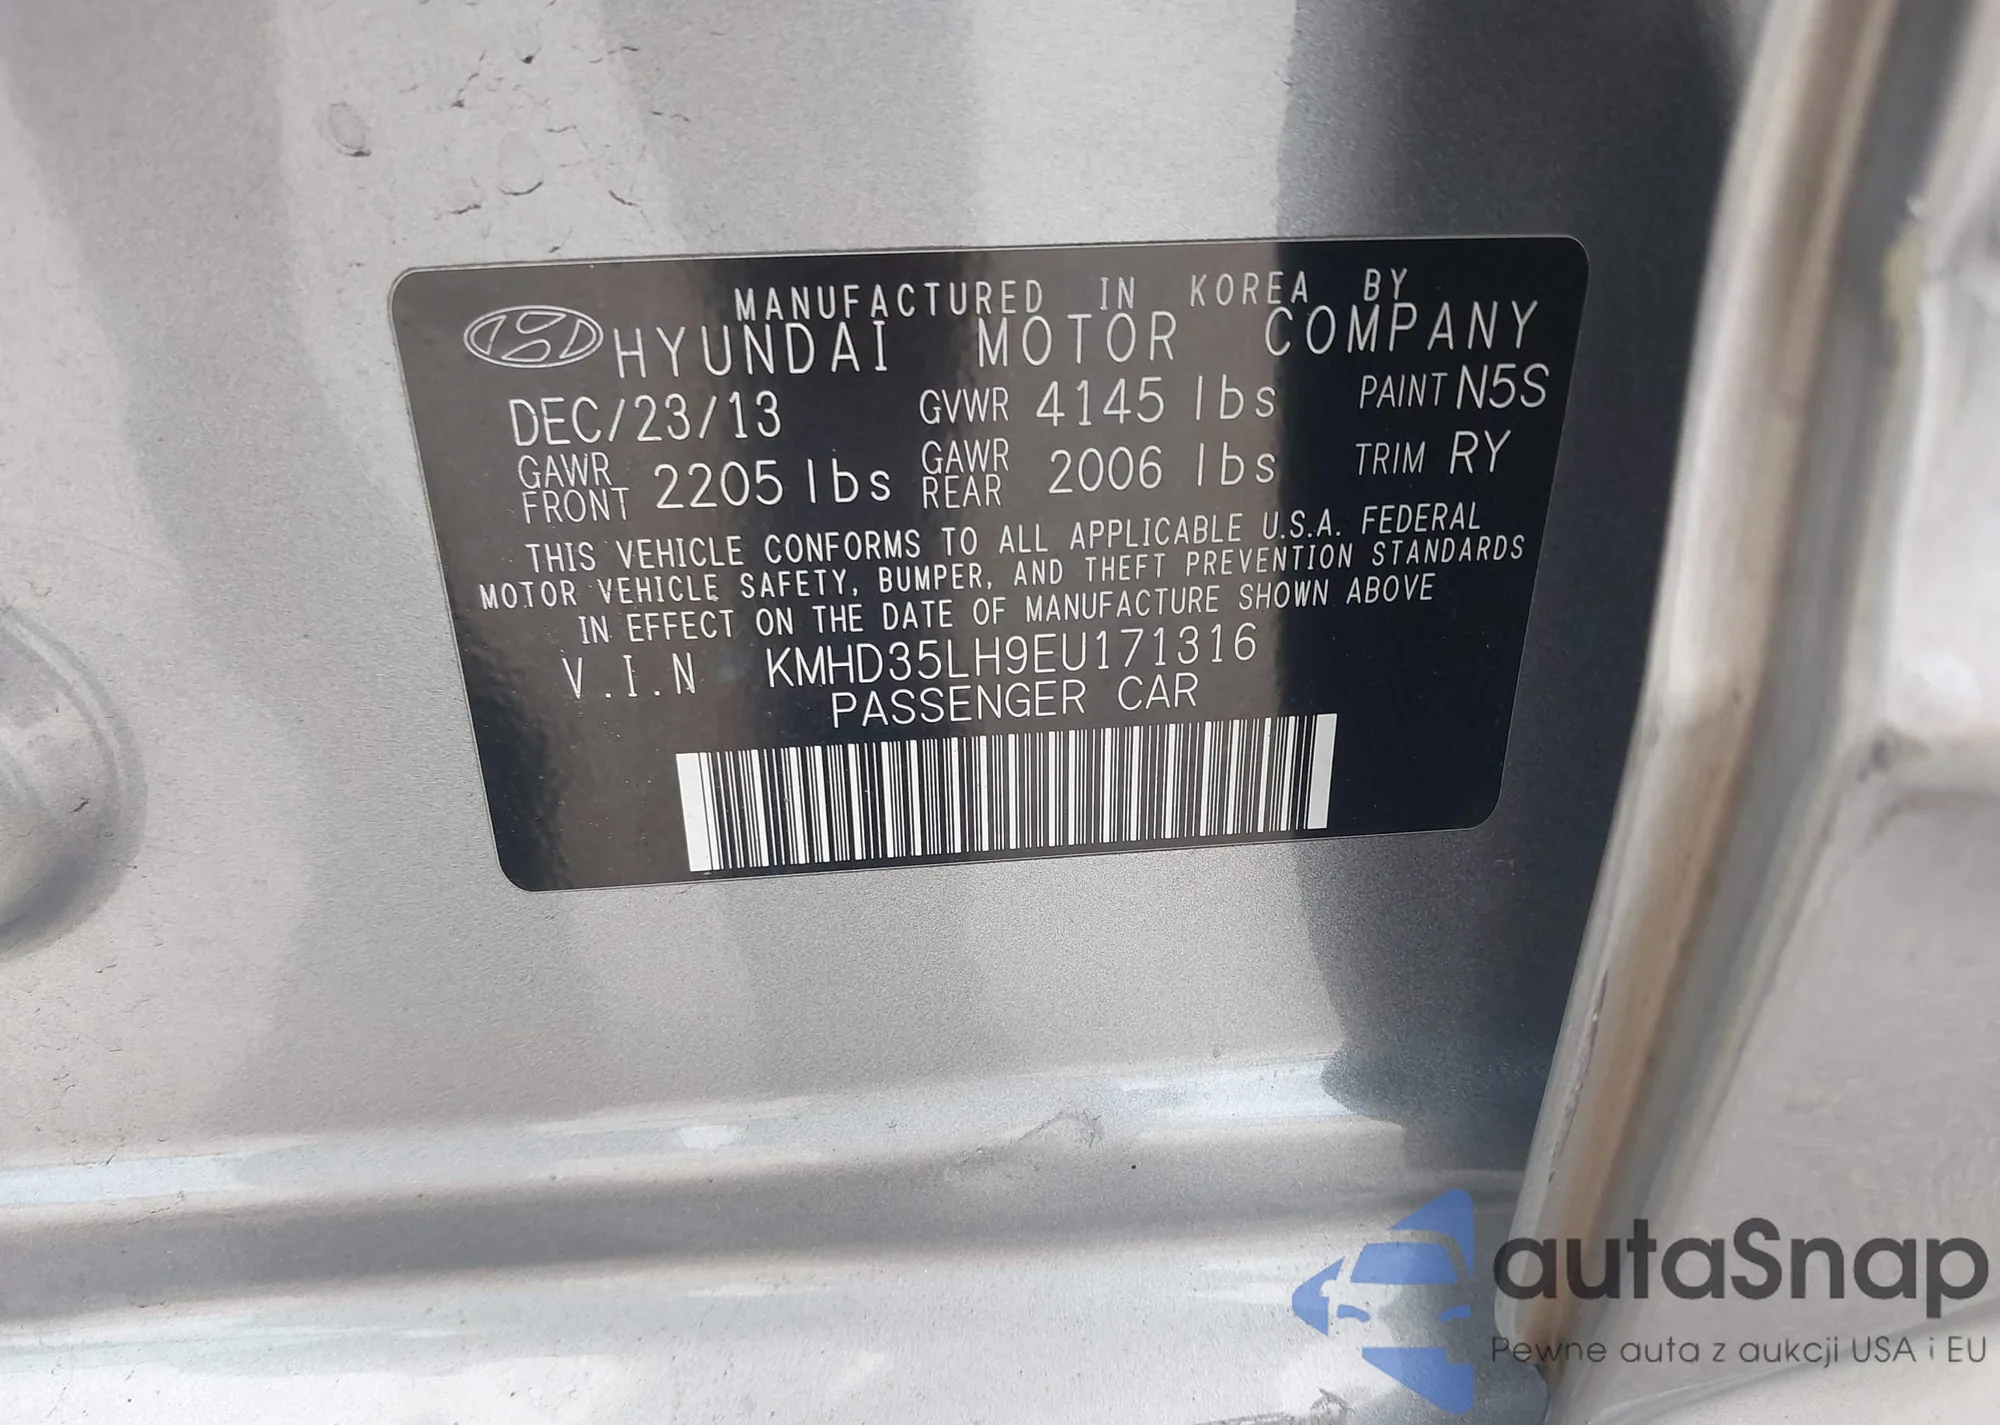 MANUFACTURED IN KOREA BY
HYUNDAI MOTOR COMPANY
DEC/23/13 GVWR 4145 lbs PAINT N5S
GAWR FRONT 2205 lbs GAWR REAR 2006 lbs TRIM RY
THIS VEHICLE CONFORMS TO ALL APPLICABLE U.S.A. FEDERAL
MOTOR VEHICLE SAFETY, BUMPER, AND THEFT PREVENTION STANDARDS
IN EFFECT ON THE DATE OF MANUFACTURE SHOWN ABOVE
V.I.N KMHD35LH9EU171316
PASSENGER CAR
autaSnap
Pewne auta z aukcji USA i EU